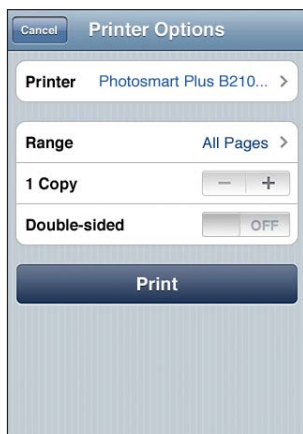 Cancel Printer Options
Printer Photosmart Plus B210...
Range All Pages
1 Copy − +
Double-sided OFF
Print